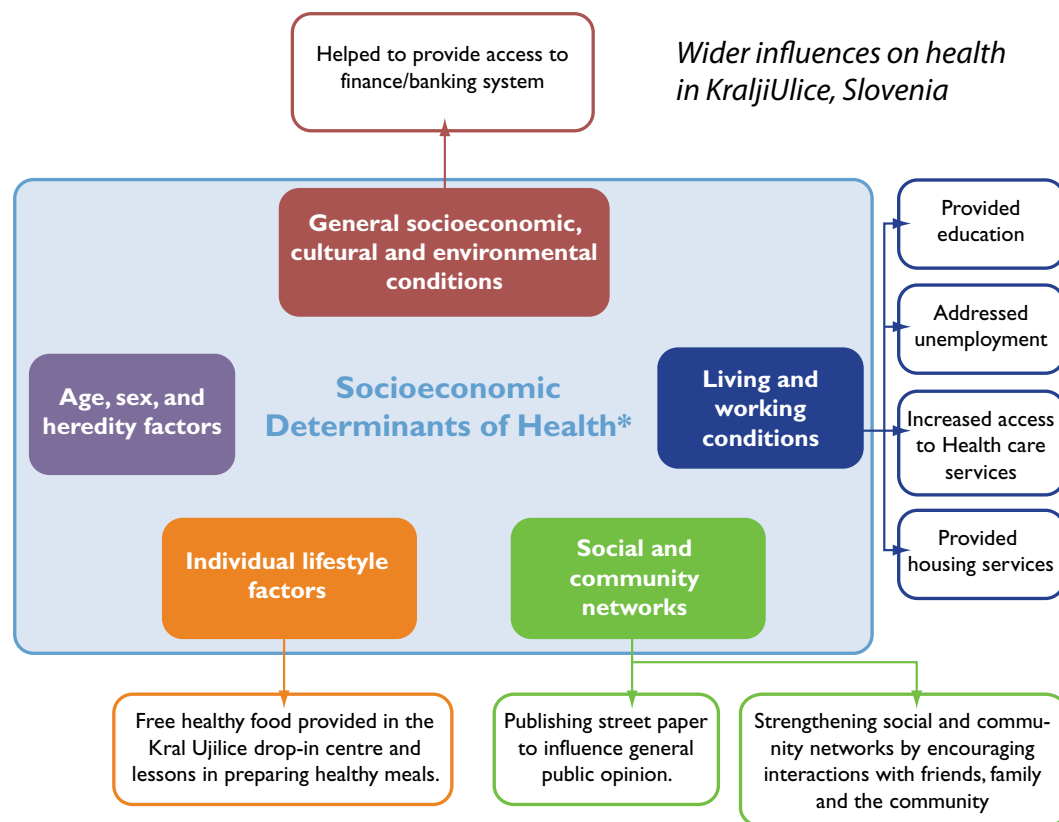 Helped to provide access to
finance/banking system
Wider influences on health
in KraljiUlice, Slovenia
General socioeconomic,
cultural and environmental
conditions
Provided
education
Addressed
unemployment
Age, sex, and
heredity factors
Socioeconomic
Determinants of Health*
Living and
working
conditions
Increased access
to Health care
services
Provided
housing services
Individual lifestyle
factors
Social and
community
networks
Free healthy food provided in the
Kral Ujilice drop-in centre and
lessons in preparing healthy meals.
Publishing street paper
to influence general
public opinion.
Strengthening social and commu-
nity networks by encouraging
interactions with friends, family
and the community